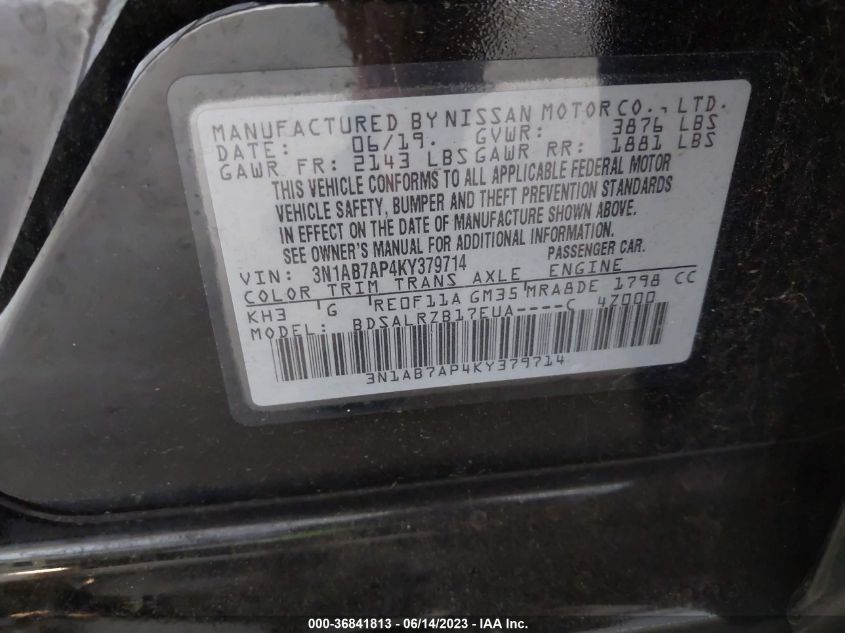 MANUFACTURED BY NISSAN MOTOR CO., LTD.
DATE: 06/19. GVWR: 3876 LBS
GAWR FR: 2143 LBS GAWR RR: 1881 LBS
THIS VEHICLE CONFORMS TO ALL APPLICABLE FEDERAL MOTOR
VEHICLE SAFETY, BUMPER AND THEFT PREVENTION STANDARDS
IN EFFECT ON THE DATE OF MANUFACTURE SHOWN ABOVE.
SEE OWNER'S MANUAL FOR ADDITIONAL INFORMATION.
VIN: 3N1AB7AP4KY379714 PASSENGER CAR.
COLOR TRIM TRANS AXLE ENGINE
KH3 G RE0F11A GM35 MRA8DE 1798 CC
MODEL: BDSALRZB17EUA----C 4Z000
3N1AB7AP4KY379714
000-36841813 - 06/14/2023 - IAA Inc.